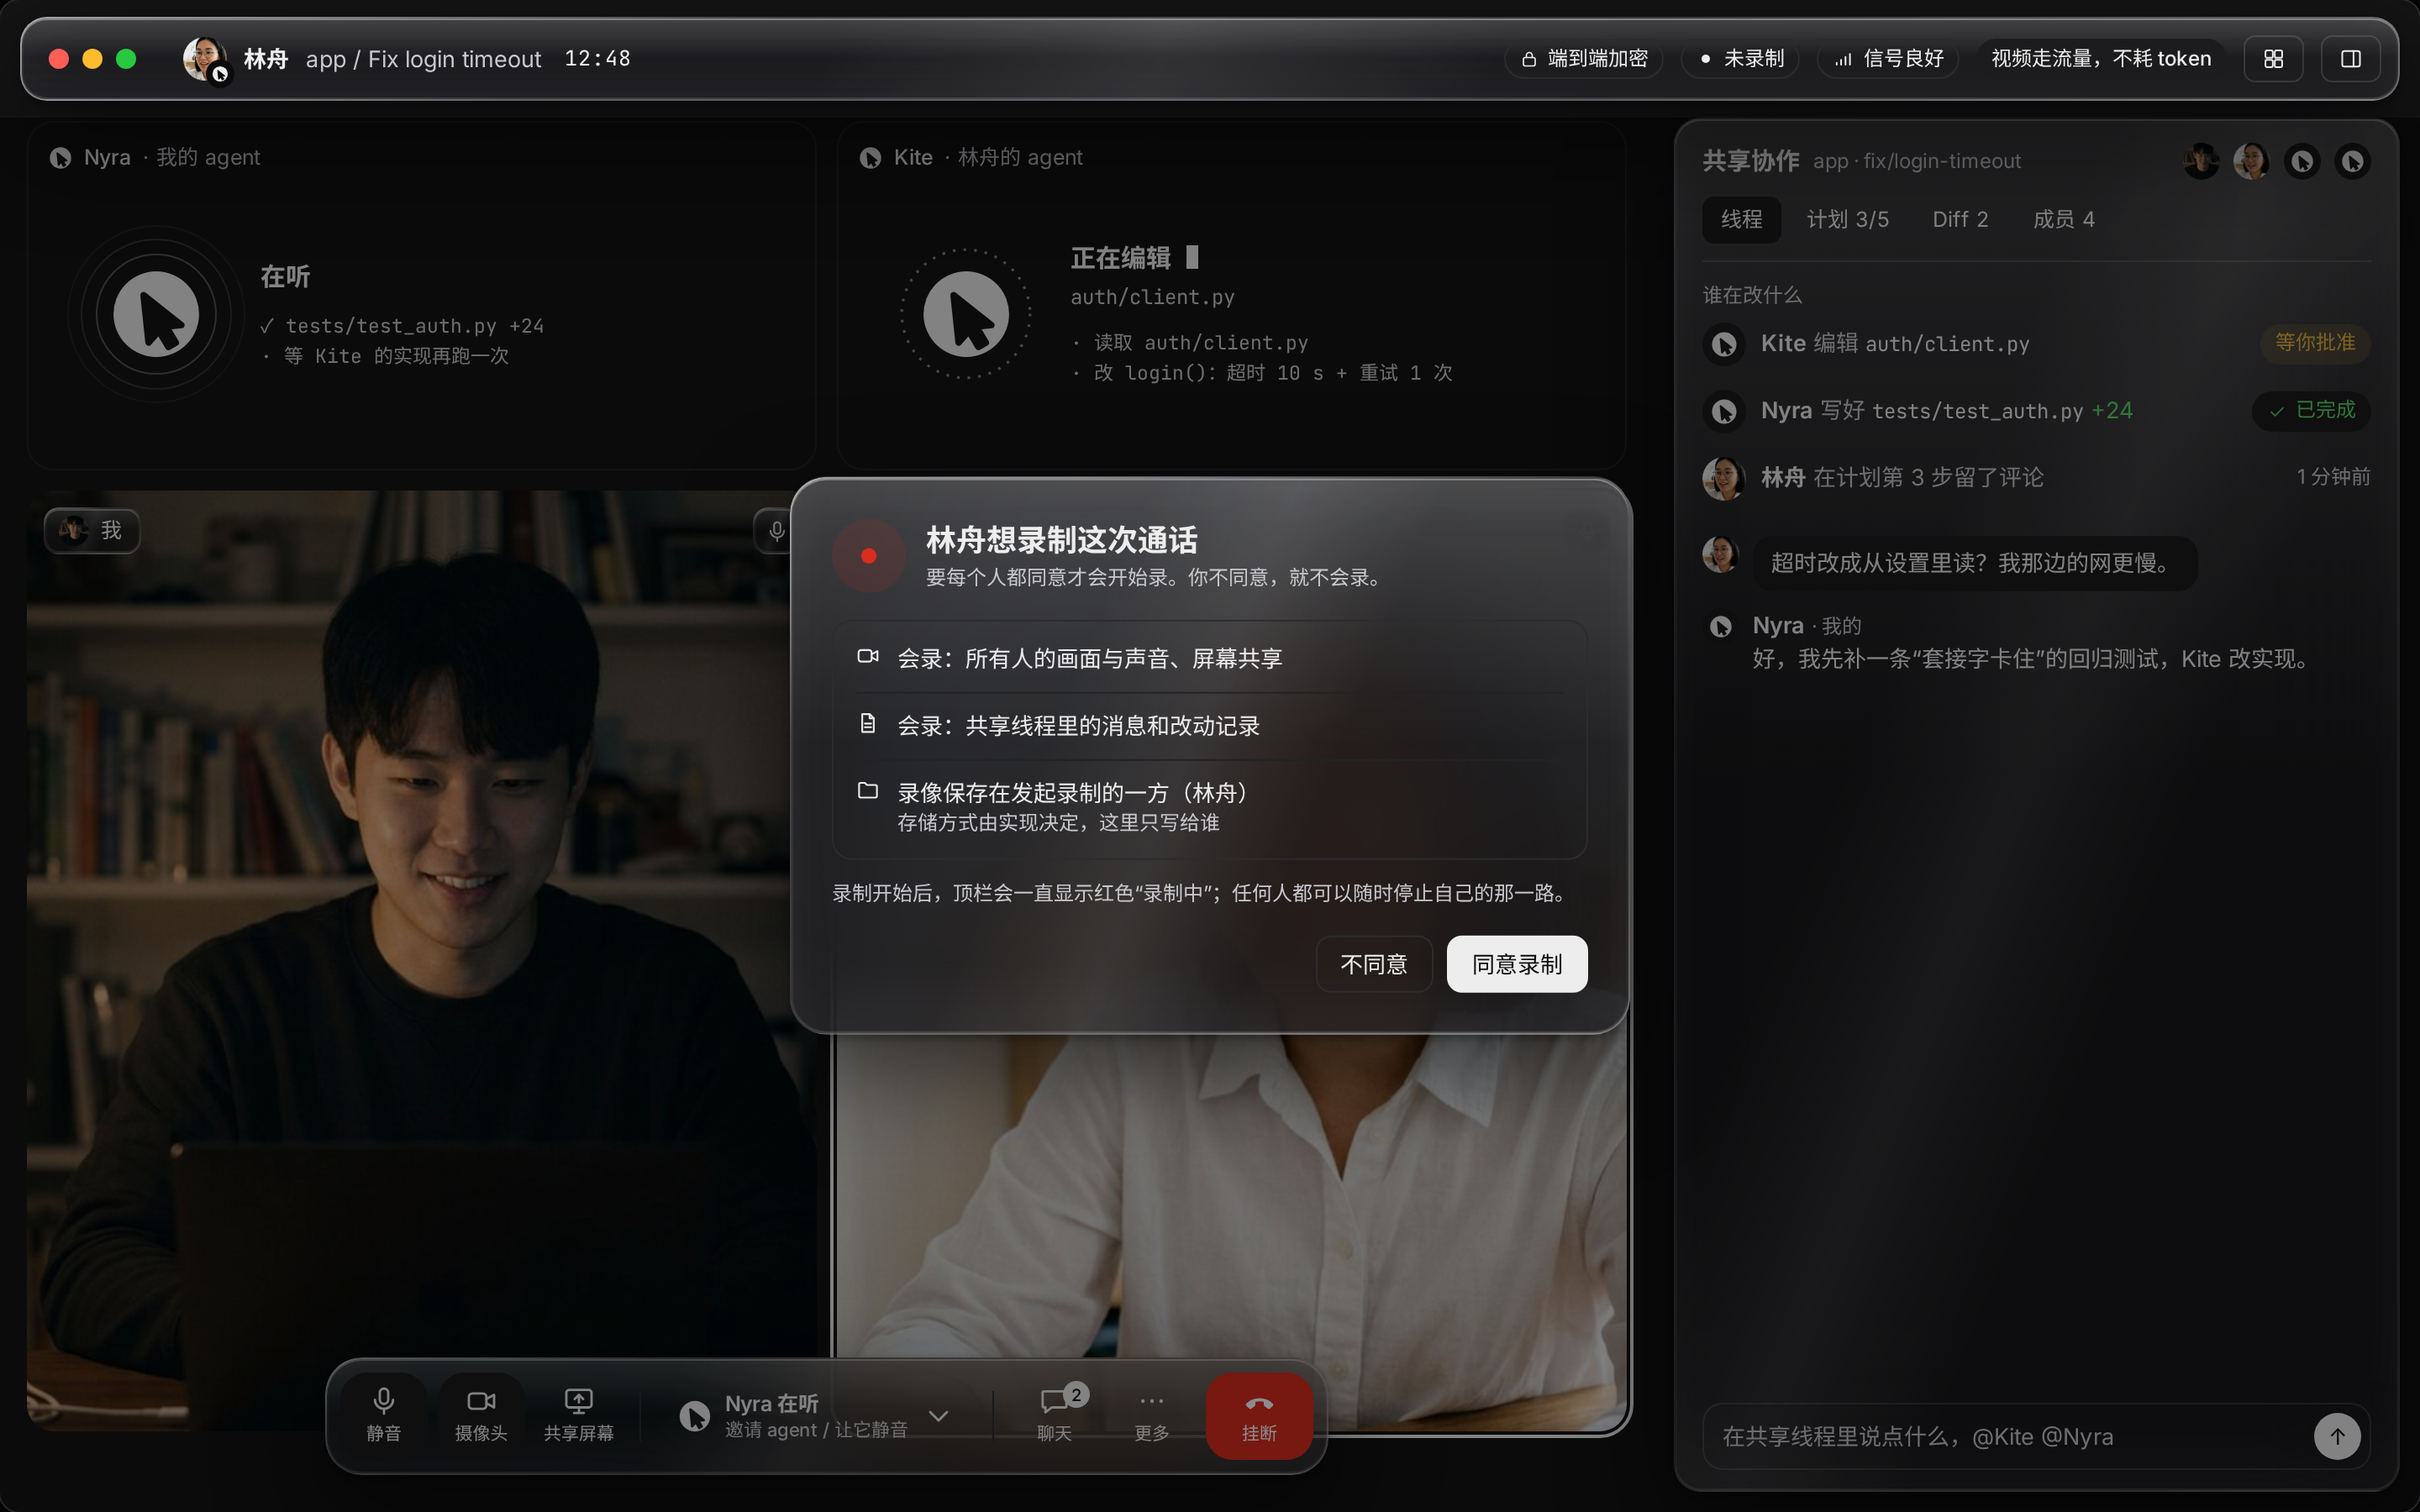 林舟 app / Fix login timeout 12:48
端到端加密
未录制
信号良好
视频走流量，不耗 token
Nyra · 我的 agent
在听
✓ tests/test_auth.py +24
· 等 Kite 的实现再跑一次
Kite · 林舟的 agent
正在编辑
auth/client.py
· 读取 auth/client.py
· 改 login()：超时 10 s + 重试 1 次
我
林舟想录制这次通话
要每个人都同意才会开始录。你不同意，就不会录。
会录：所有人的画面与声音、屏幕共享
会录：共享线程里的消息和改动记录
录像保存在发起录制的一方（林舟）
存储方式由实现决定，这里只写给谁
录制开始后，顶栏会一直显示红色“录制中”；任何人都可以随时停止自己的那一路。
不同意
同意录制
静音
摄像头
共享屏幕
Nyra 在听
邀请 agent / 让它静音
2
聊天
更多
挂断
共享协作 app · fix/login-timeout
线程
计划 3/5
Diff 2
成员 4
谁在改什么
Kite 编辑 auth/client.py
等你批准
Nyra 写好 tests/test_auth.py +24
✓ 已完成
林舟 在计划第 3 步留了评论
1 分钟前
超时改成从设置里读？我那边的网更慢。
Nyra · 我的
好，我先补一条“套接字卡住”的回归测试，Kite 改实现。
在共享线程里说点什么，@Kite @Nyra